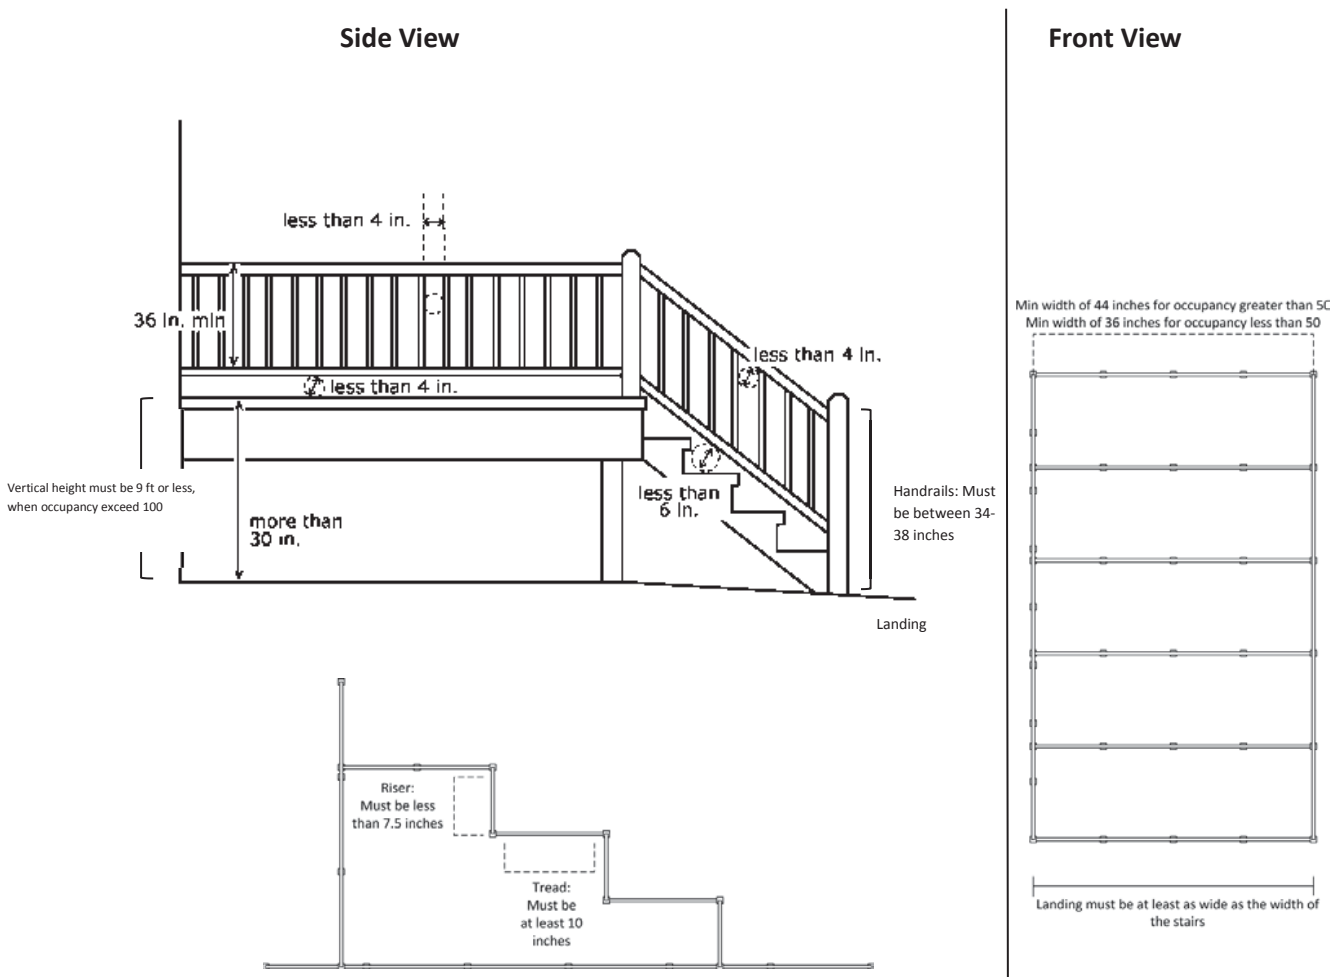 Side View
Front View
less than 4 in.
36 in. min
less than 4 in.
less than 4 in.
less than
6 in.
Vertical height must be 9 ft or less,
when occupancy exceed 100
more than
30 in.
Handrails: Must
be between 34-
38 inches
Landing
Min width of 44 inches for occupancy greater than 50
Min width of 36 inches for occupancy less than 50
Riser:
Must be less
than 7.5 inches
Tread:
Must be
at least 10
inches
Landing must be at least as wide as the width of
the stairs